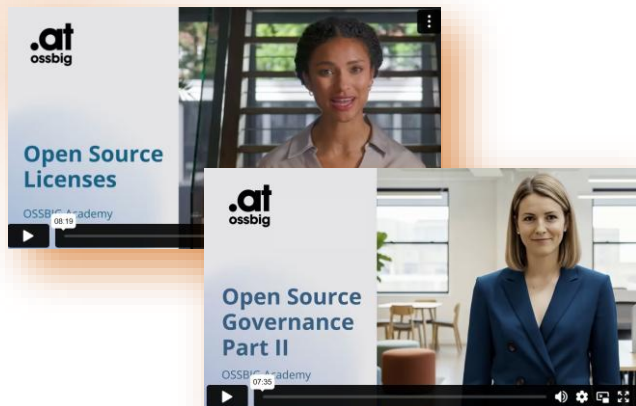 .at
ossbig
Open Source
Licenses
OSSBIG Academy
08:19
.at
ossbig
Open Source
Governance
Part II
OSSBIG Academy
07:35